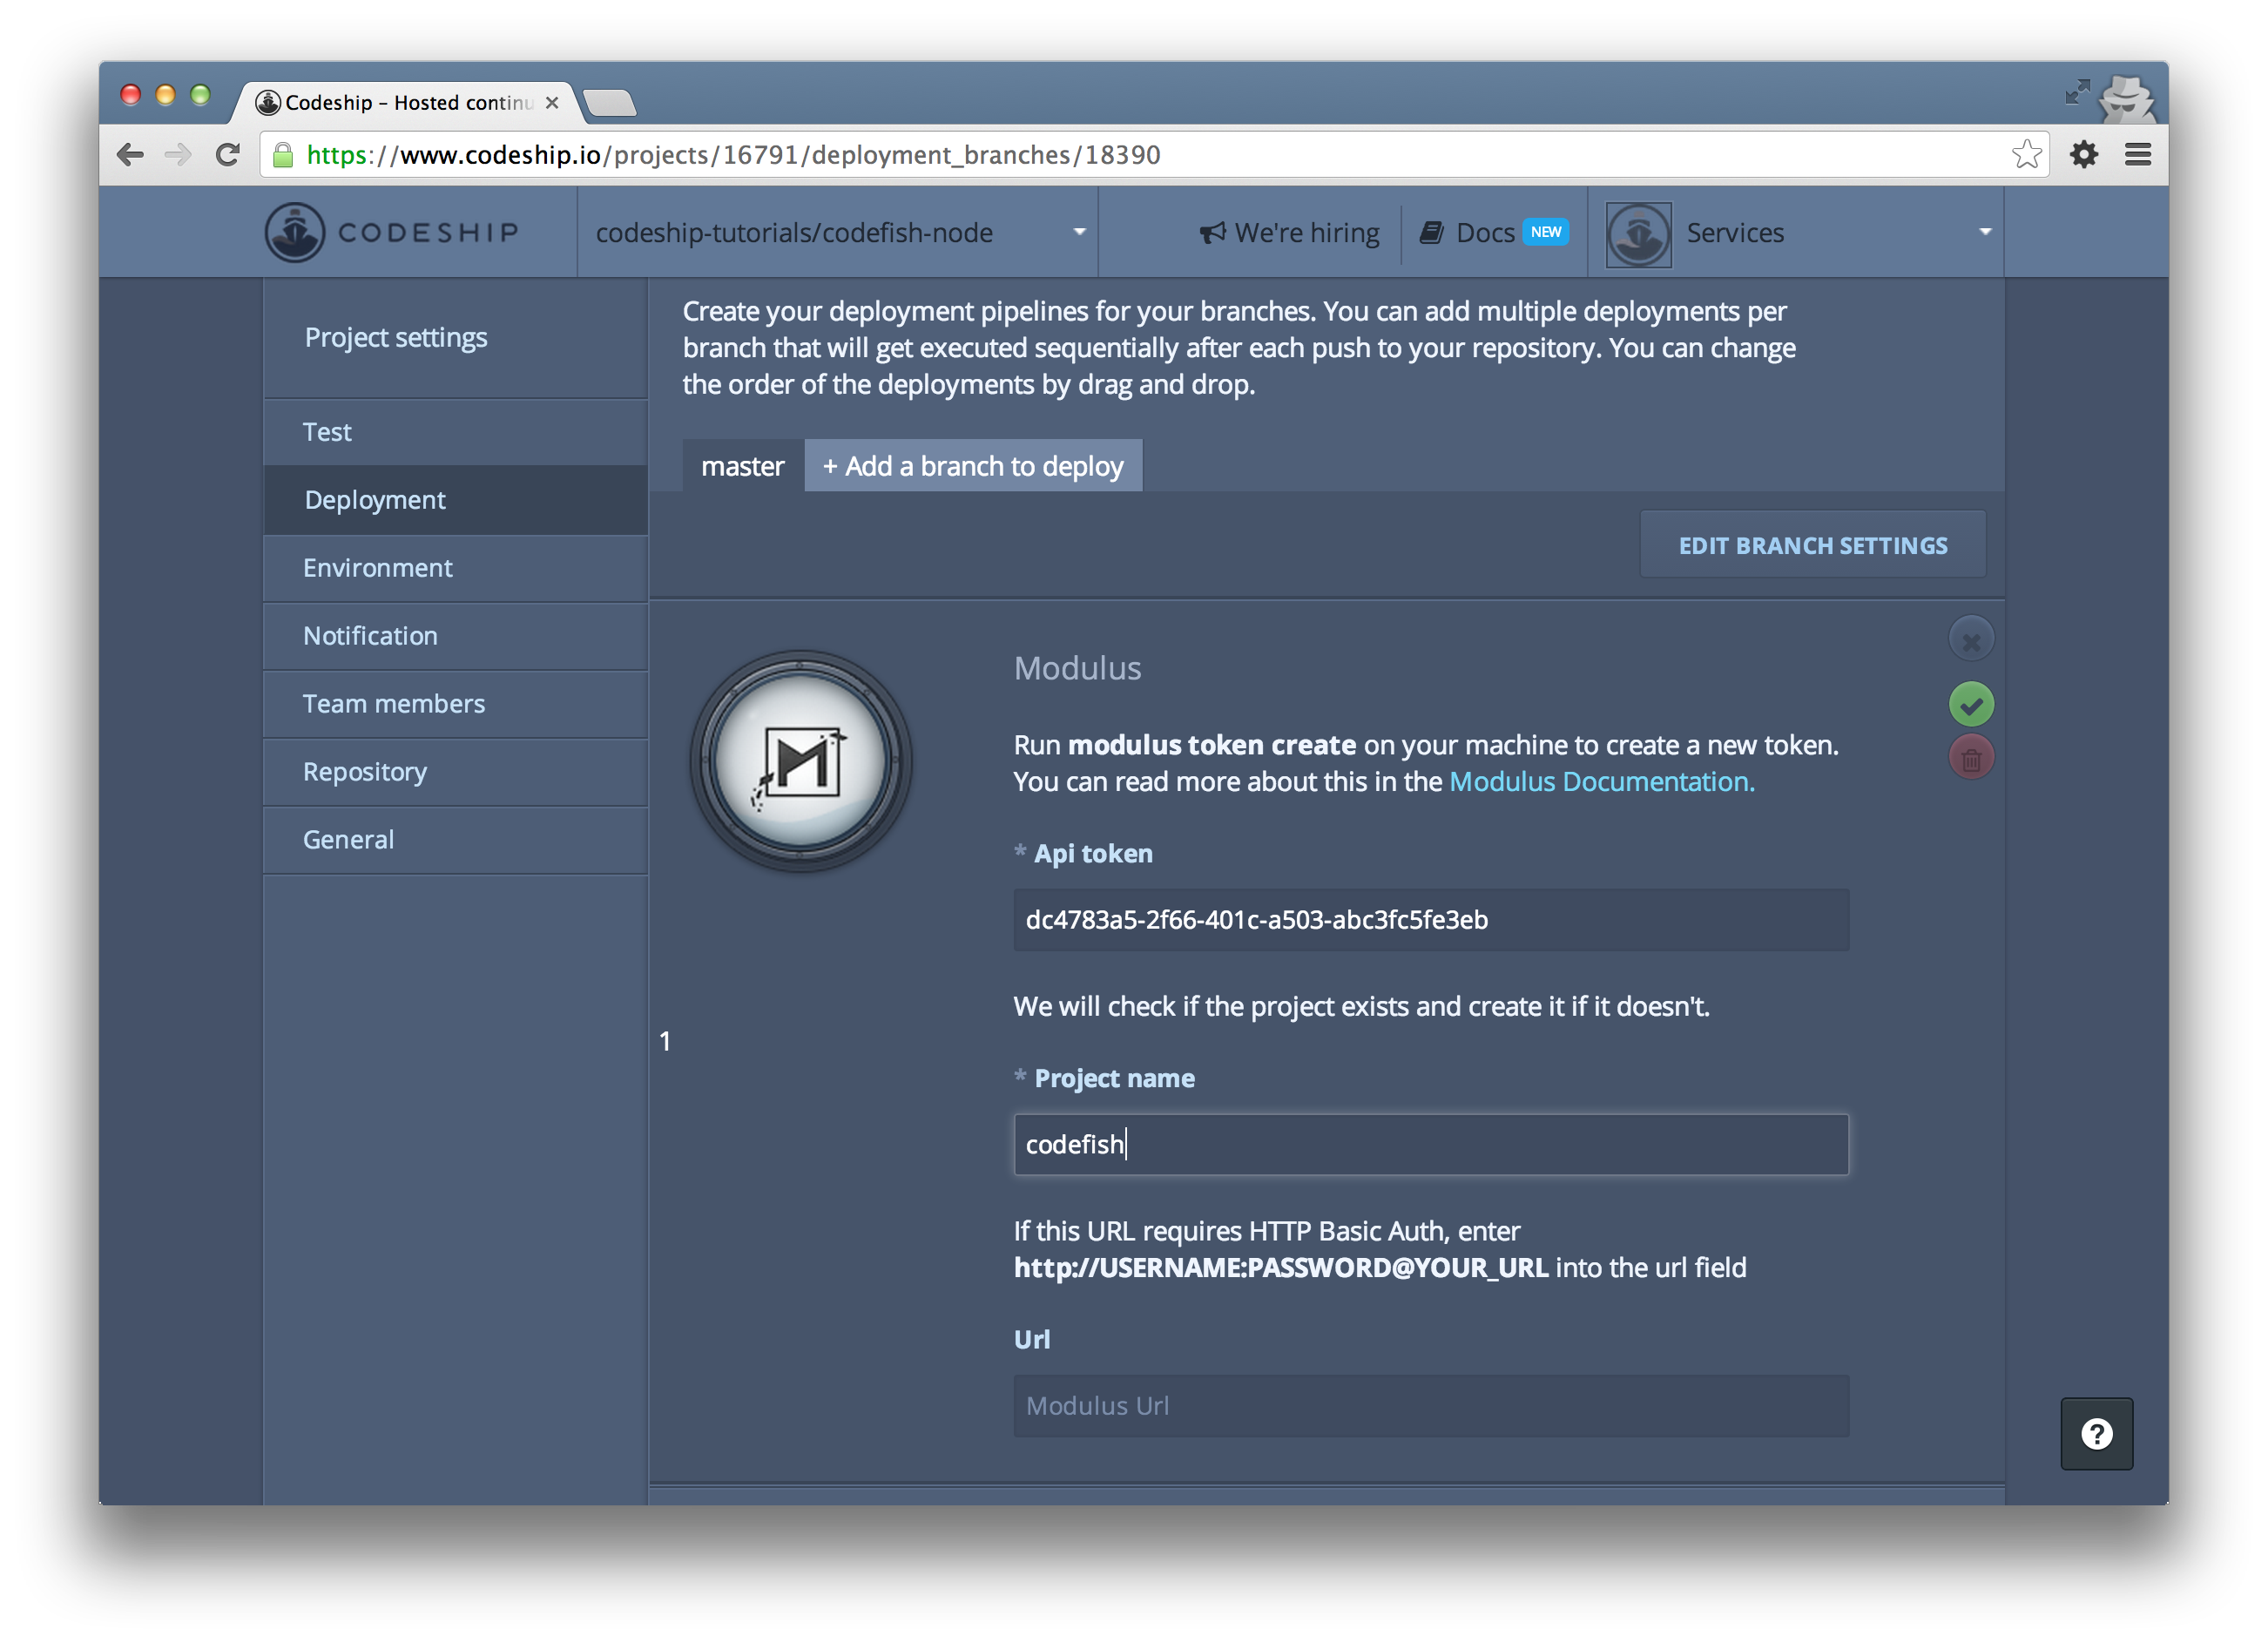 Codeship – Hosted continu
https://www.codeship.io/projects/16791/deployment_branches/18390
CODESHIP
codeship-tutorials/codefish-node
We're hiring
Docs NEW
Services
Project settings
Test
Deployment
Environment
Notification
Team members
Repository
General
Create your deployment pipelines for your branches. You can add multiple deployments per
branch that will get executed sequentially after each push to your repository. You can change
the order of the deployments by drag and drop.
master
+ Add a branch to deploy
EDIT BRANCH SETTINGS
1
M
Modulus
Run modulus token create on your machine to create a new token.
You can read more about this in the Modulus Documentation.
* Api token
dc4783a5-2f66-401c-a503-abc3fc5fe3eb
We will check if the project exists and create it if it doesn't.
* Project name
codefish
If this URL requires HTTP Basic Auth, enter
http://USERNAME:PASSWORD@YOUR_URL into the url field
Url
Modulus Url
?